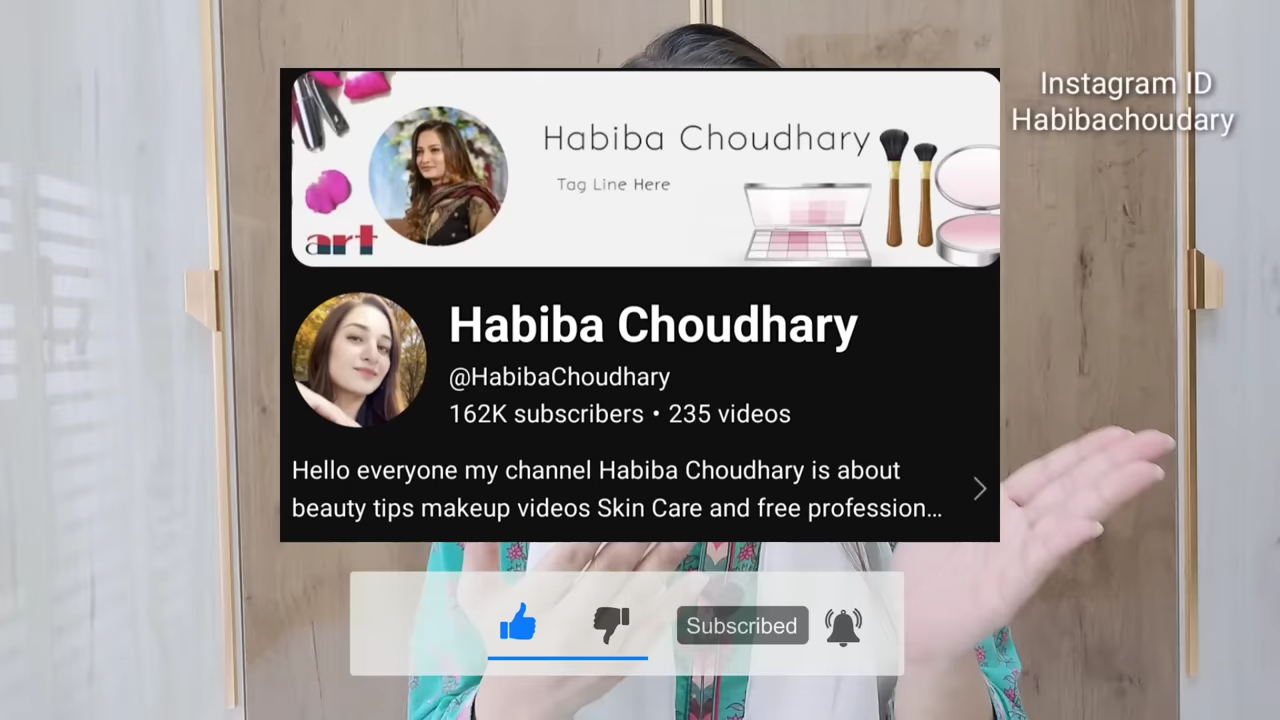 Instagram ID
Habibachoudary
Habiba Choudhary
Tag Line Here
art
Habiba Choudhary
@HabibaChoudhary
162K subscribers • 235 videos
Hello everyone my channel Habiba Choudhary is about
beauty tips makeup videos Skin Care and free profession...
Subscribed